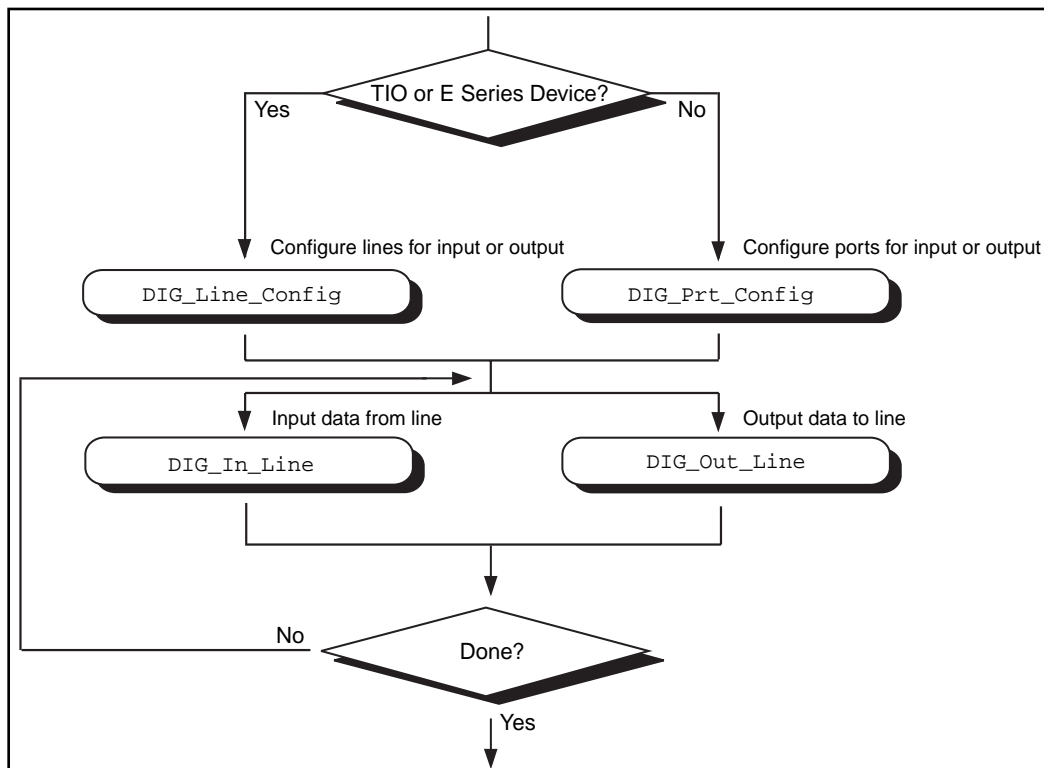 TIO or E Series Device?
Yes
No
Configure lines for input or output
Configure ports for input or output
DIG_Line_Config
DIG_Prt_Config
Input data from line
Output data to line
DIG_In_Line
DIG_Out_Line
No
Done?
Yes